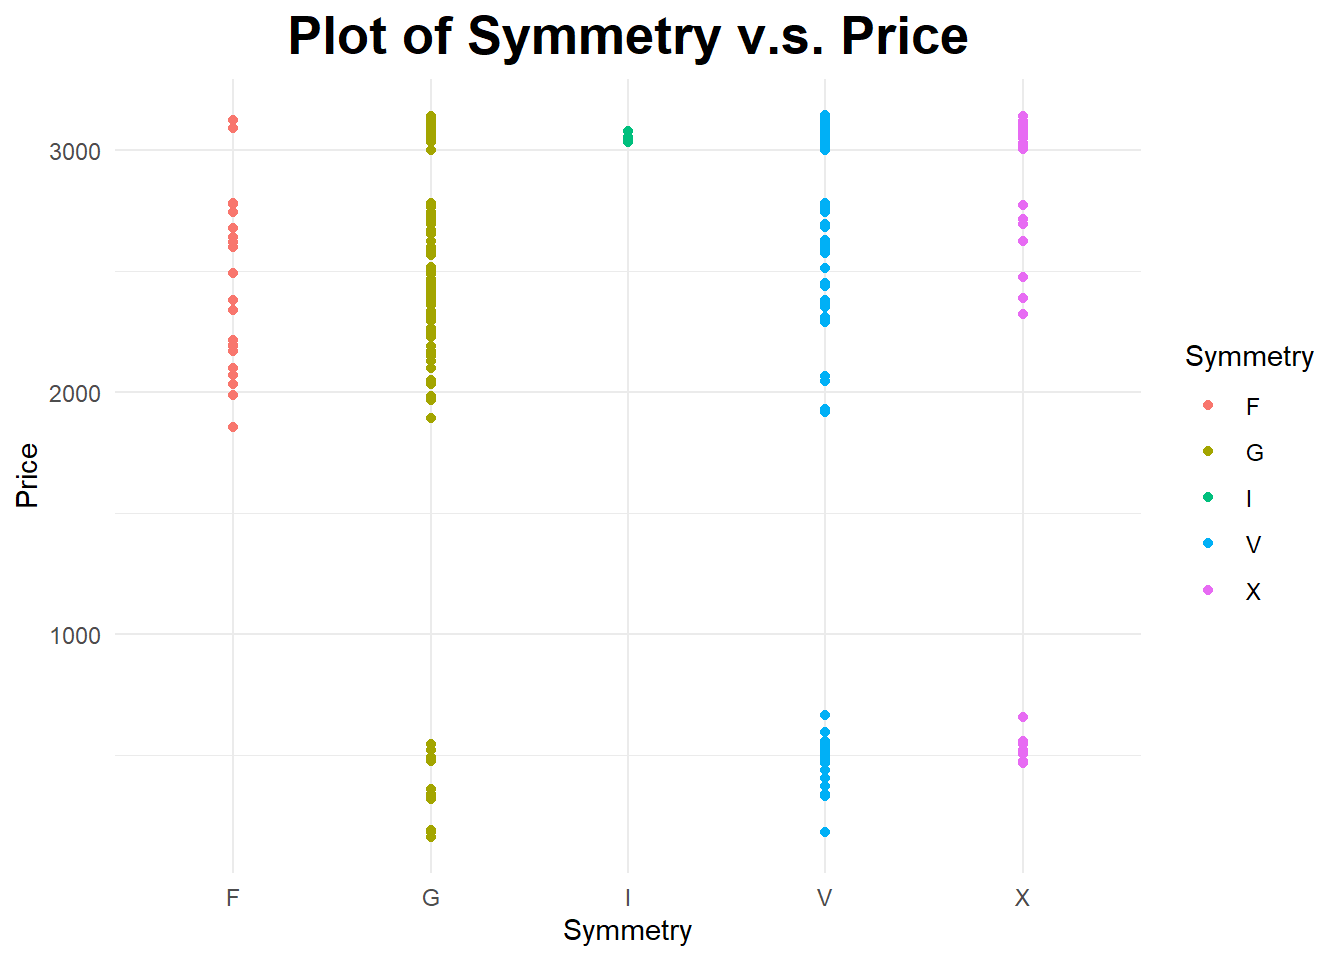 Plot of Symmetry v.s. Price
3000
2000
1000
Price
F G I V X
Symmetry
Symmetry
F
G
I
V
X